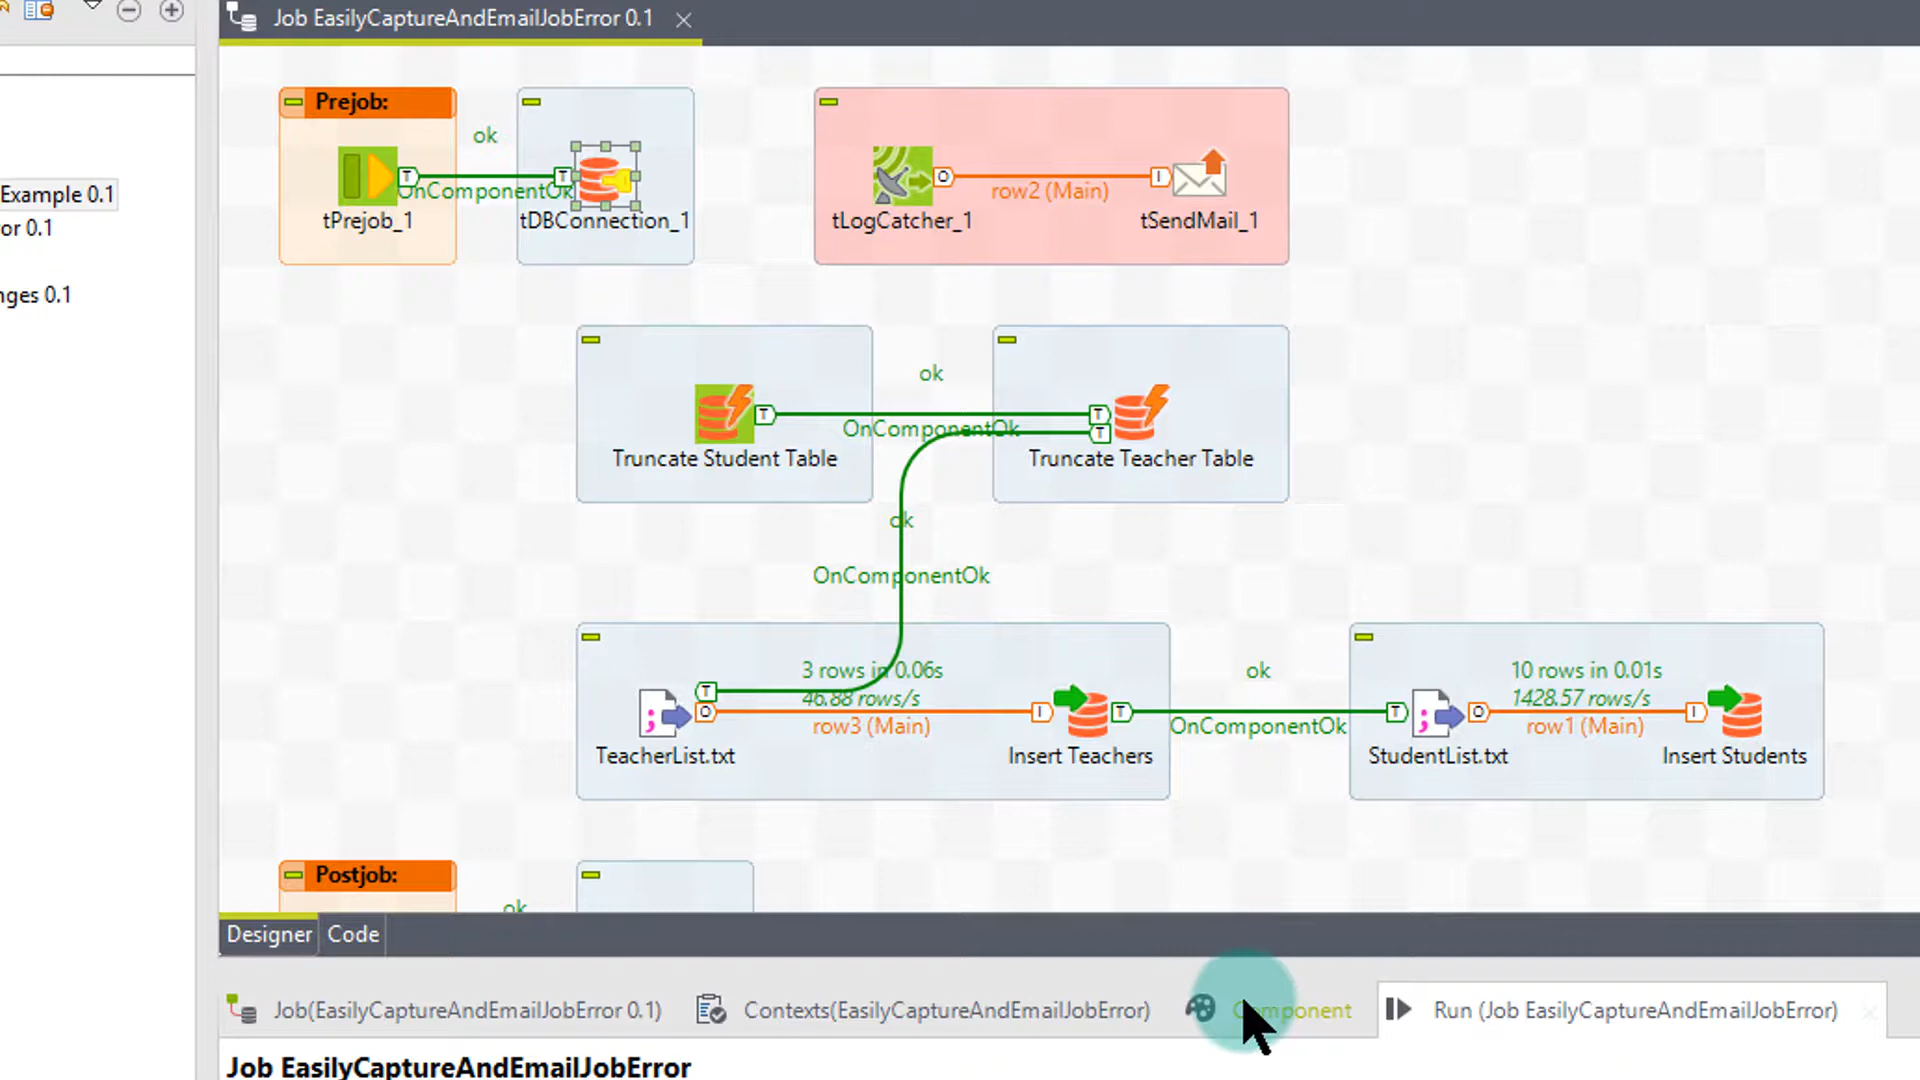 Job EasilyCaptureAndEmailJobError 0.1
Example 0.1
or 0.1
nges 0.1
Prejob:
ok
T
T
OnComponentOk
tPrejob_1
tDBConnection_1
O
row2 (Main)
I
tLogCatcher_1
tSendMail_1
ok
T
T
OnComponentOk
T
Truncate Student Table
Truncate Teacher Table
ok
OnComponentOk
3 rows in 0.06s
46.88 rows/s
T
O
row3 (Main)
I
T
TeacherList.txt
Insert Teachers
ok
OnComponentOk
10 rows in 0.01s
1428.57 rows/s
T
O
row1 (Main)
I
StudentList.txt
Insert Students
Postjob:
ok
Designer
Code
Job(EasilyCaptureAndEmailJobError 0.1)
Contexts(EasilyCaptureAndEmailJobError)
Component
Run (Job EasilyCaptureAndEmailJobError)
Job EasilyCaptureAndEmailJobError